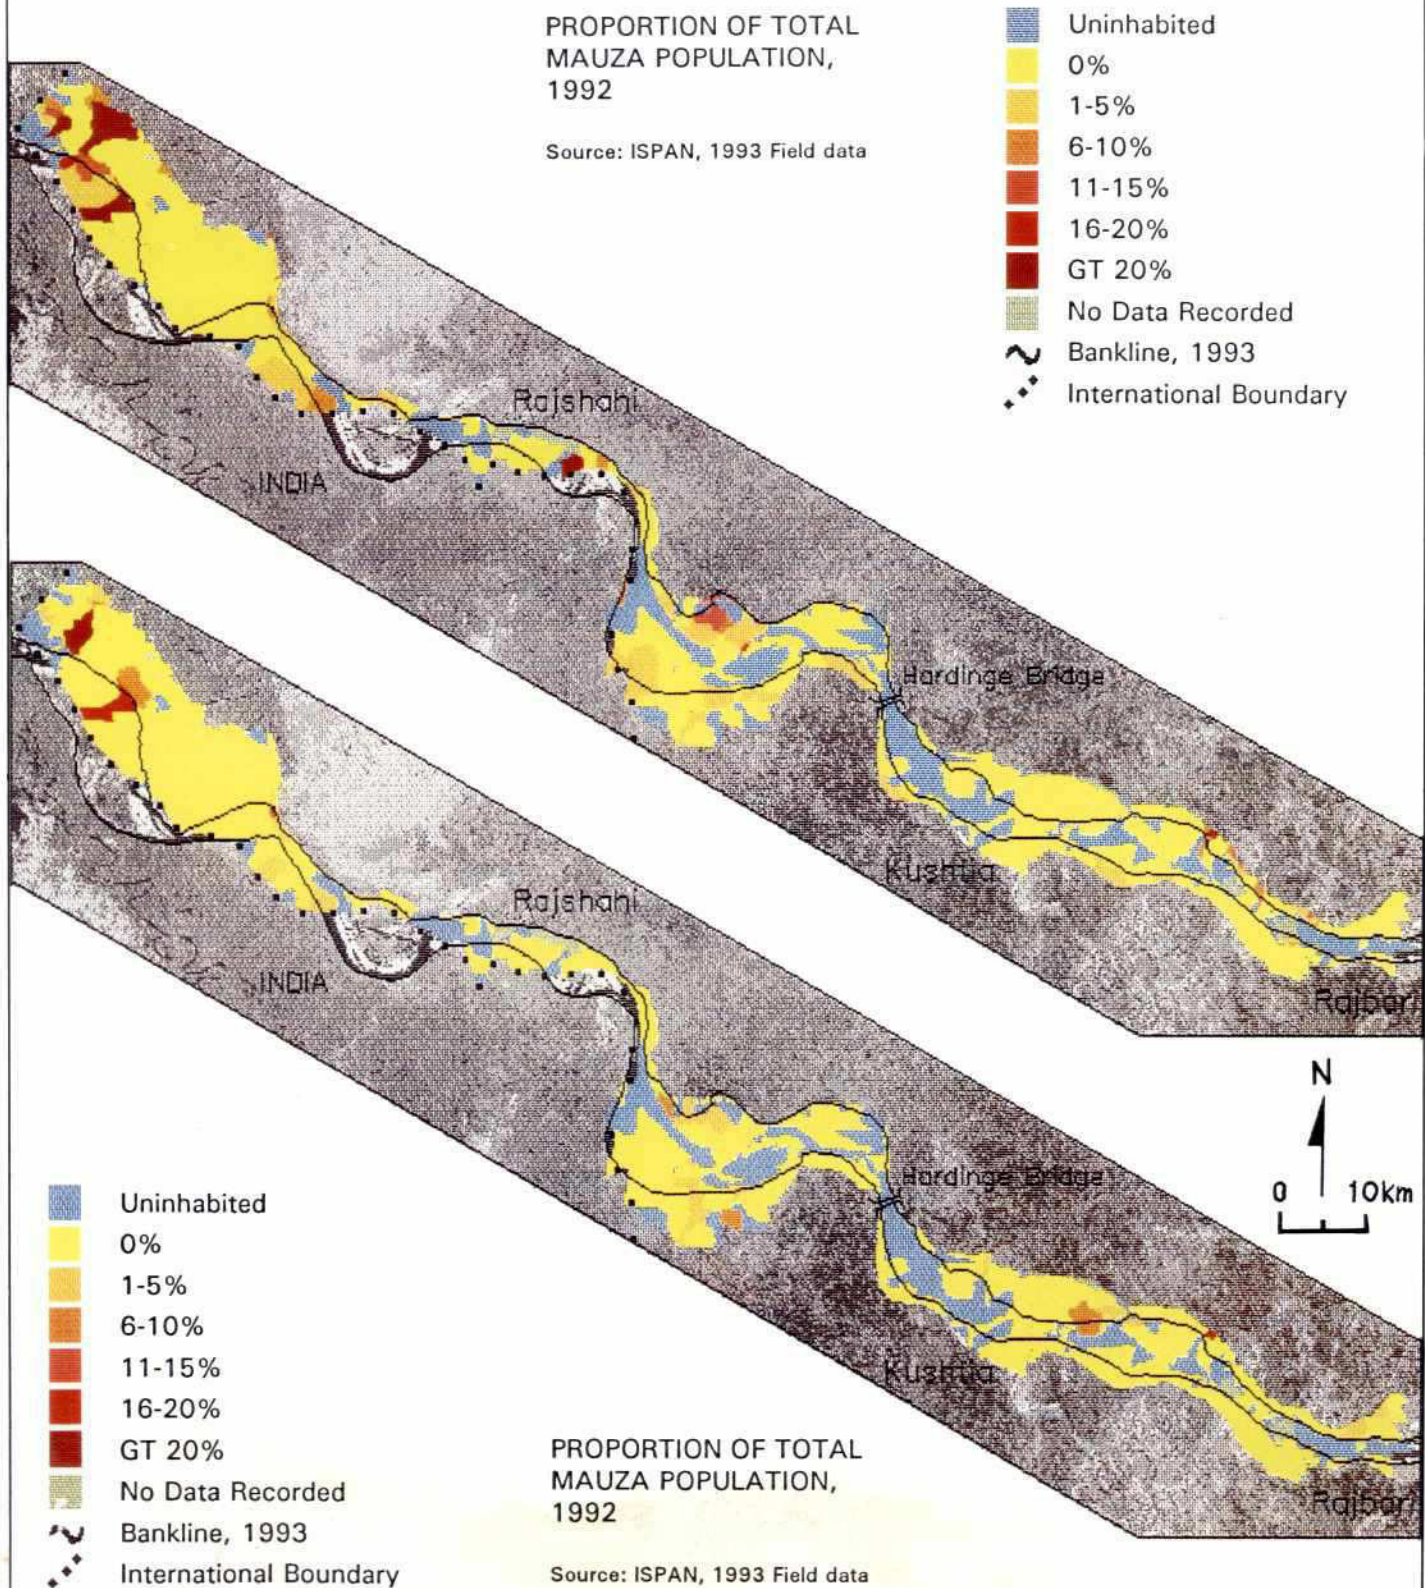 PROPORTION OF TOTAL
MAUZA POPULATION,
1992
Source: ISPAN, 1993 Field data
Uninhabited
0%
1-5%
6-10%
11-15%
16-20%
GT 20%
No Data Recorded
Bankline, 1993
International Boundary
Rajshahi
INDIA
Hardinge Bridge
Kushtia
Rajbari
N
0 10km
Rajshahi
INDIA
Hardinge Bridge
Kushtia
Rajbari
Uninhabited
0%
1-5%
6-10%
11-15%
16-20%
GT 20%
No Data Recorded
Bankline, 1993
International Boundary
PROPORTION OF TOTAL
MAUZA POPULATION,
1992
Source: ISPAN, 1993 Field data